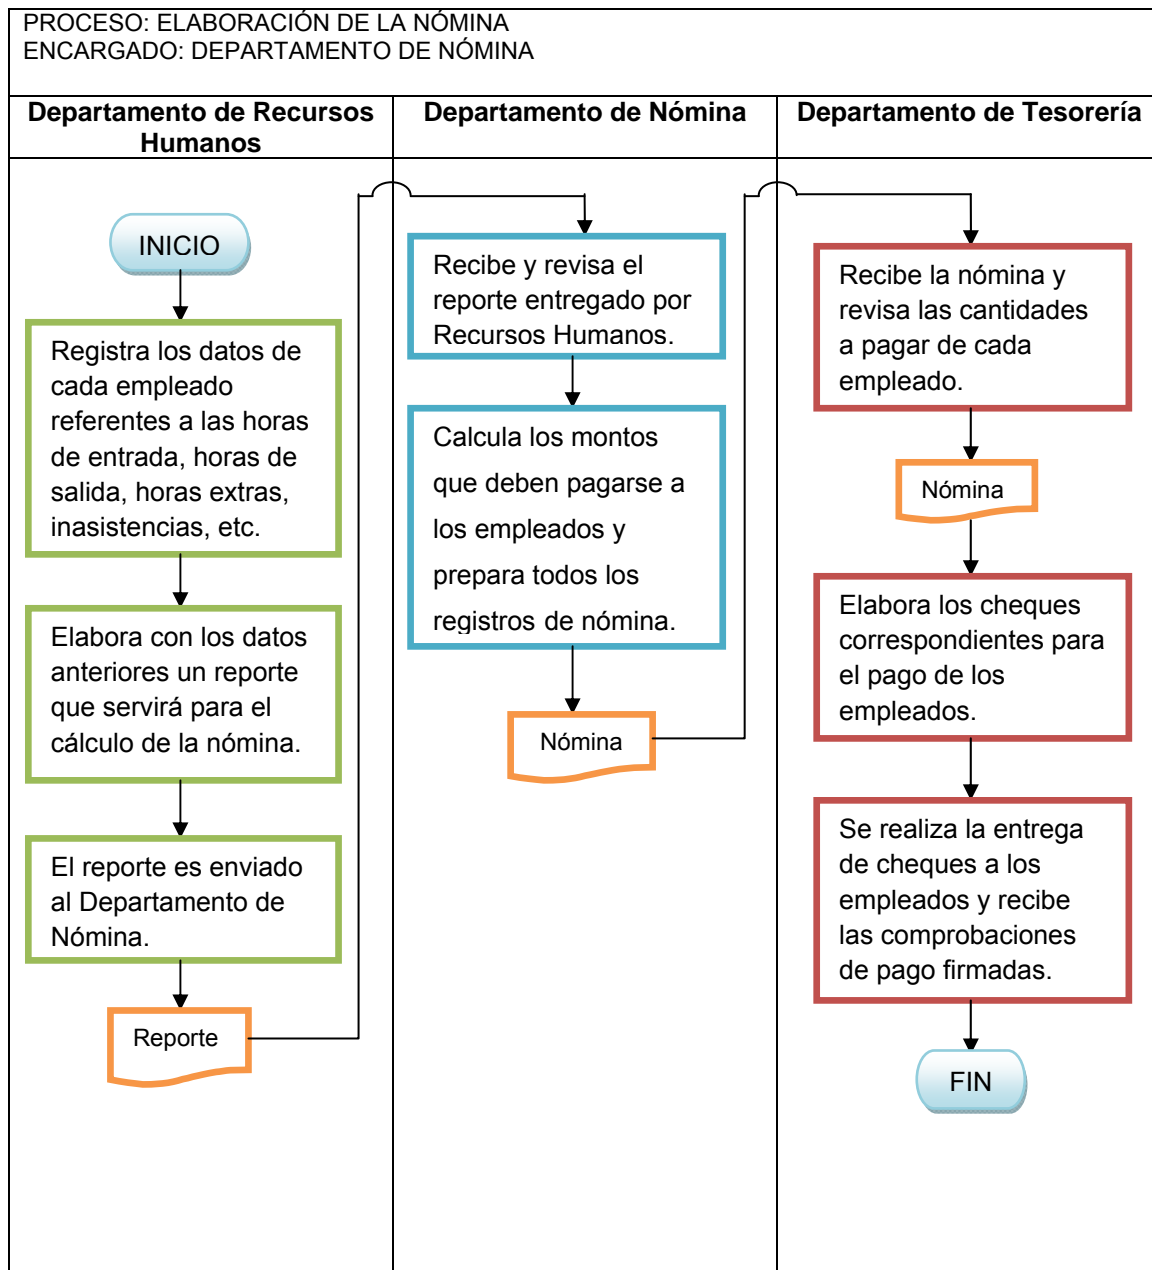 PROCESO: ELABORACIÓN DE LA NÓMINA
ENCARGADO: DEPARTAMENTO DE NÓMINA
Departamento de Recursos
Humanos
Departamento de Nómina
Departamento de Tesorería
INICIO
Registra los datos de
cada empleado
referentes a las horas
de entrada, horas de
salida, horas extras,
inasistencias, etc.
Elabora con los datos
anteriores un reporte
que servirá para el
cálculo de la nómina.
El reporte es enviado
al Departamento de
Nómina.
Reporte
Recibe y revisa el
reporte entregado por
Recursos Humanos.
Calcula los montos
que deben pagarse a
los empleados y
prepara todos los
registros de nómina.
Nómina
Recibe la nómina y
revisa las cantidades
a pagar de cada
empleado.
Nómina
Elabora los cheques
correspondientes para
el pago de los
empleados.
Se realiza la entrega
de cheques a los
empleados y recibe
las comprobaciones
de pago firmadas.
FIN